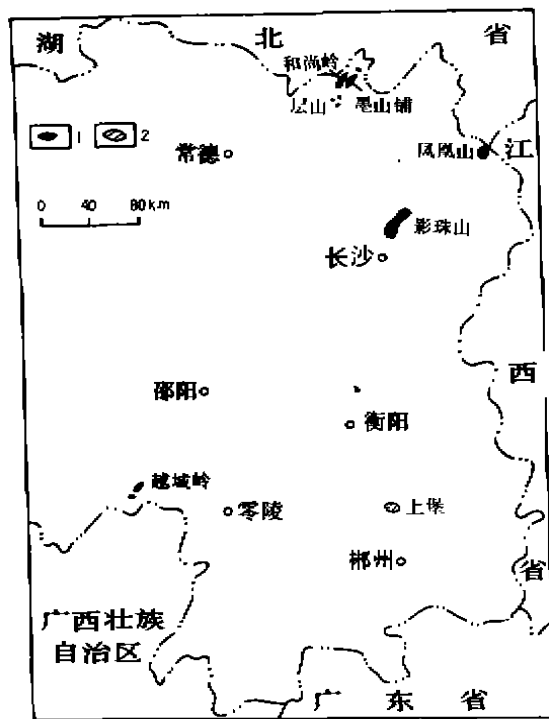 湖 北 省
和尚岭
层山 墨山铺
1 2
常德 凤凰山 江
0 40 80km
影珠山
长沙
西
邵阳
衡阳
越城岭
零陵 上堡
郴州 省
广西壮族
自治区
广 东 省